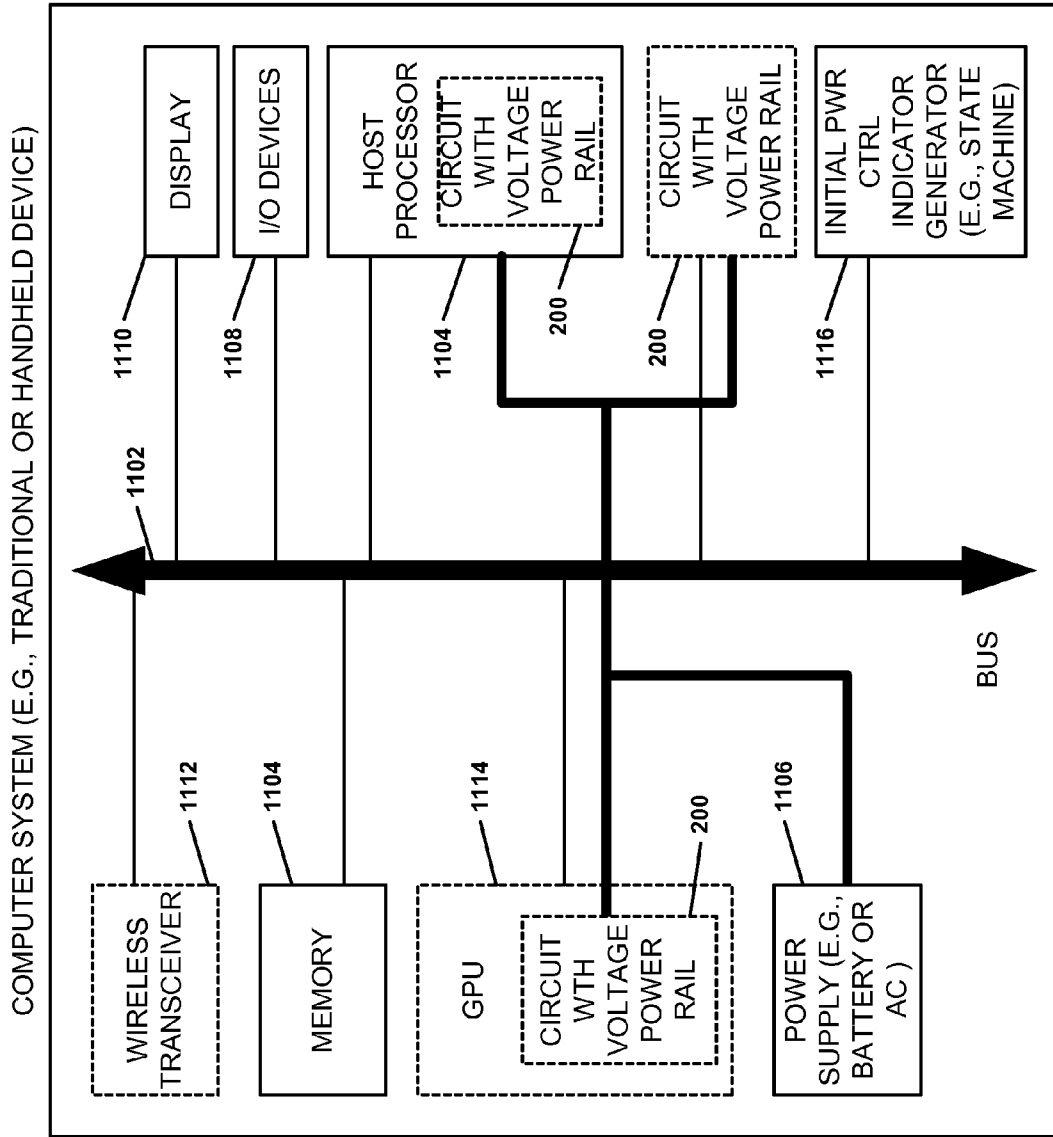 COMPUTER SYSTEM (E.G., TRADITIONAL OR HANDHELD DEVICE)
WIRELESS
TRANSCEIVER
1112
MEMORY
1104
GPU
1114
CIRCUIT
WTH
VOLTAGE
POWER
RAIL
200
POWER
SUPPLY (E.G.,
BATTERY OR
AC )
1106
1102
BUS
DISPLAY
1110
I/O DEVICES
1108
HOST
PROCESSOR
1104
CIRCUIT
WITH
VOLTAGE
POWER
RAIL
200
CIRCUIT
WITH
VOLTAGE
POWER RAIL
200
INITIAL PWR
CTRL
INDICATOR
GENERATOR
(E.G., STATE
MACHINE)
1116